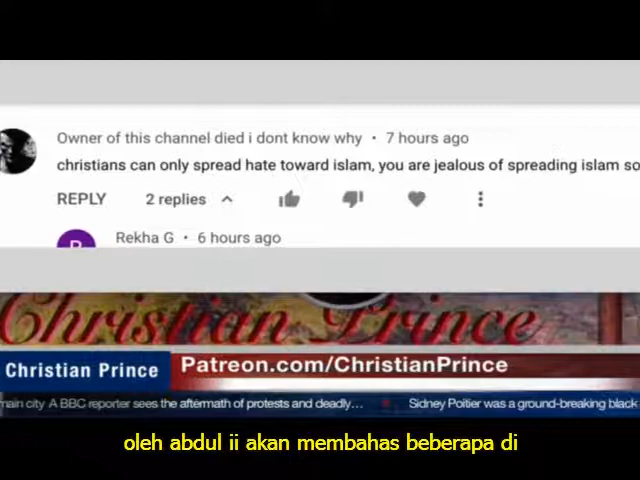 Owner of this channel died i dont know why • 7 hours ago
christians can only spread hate toward islam, you are jealous of spreading islam so
REPLY 2 replies
Rekha G • 6 hours ago
Christian Prince
Christian Prince Patreon.com/ChristianPrince
main city A BBC reporter sees the aftermath of protests and deadly... Sidney Poitier was a ground-breaking black
oleh abdul ii akan membahas beberapa di